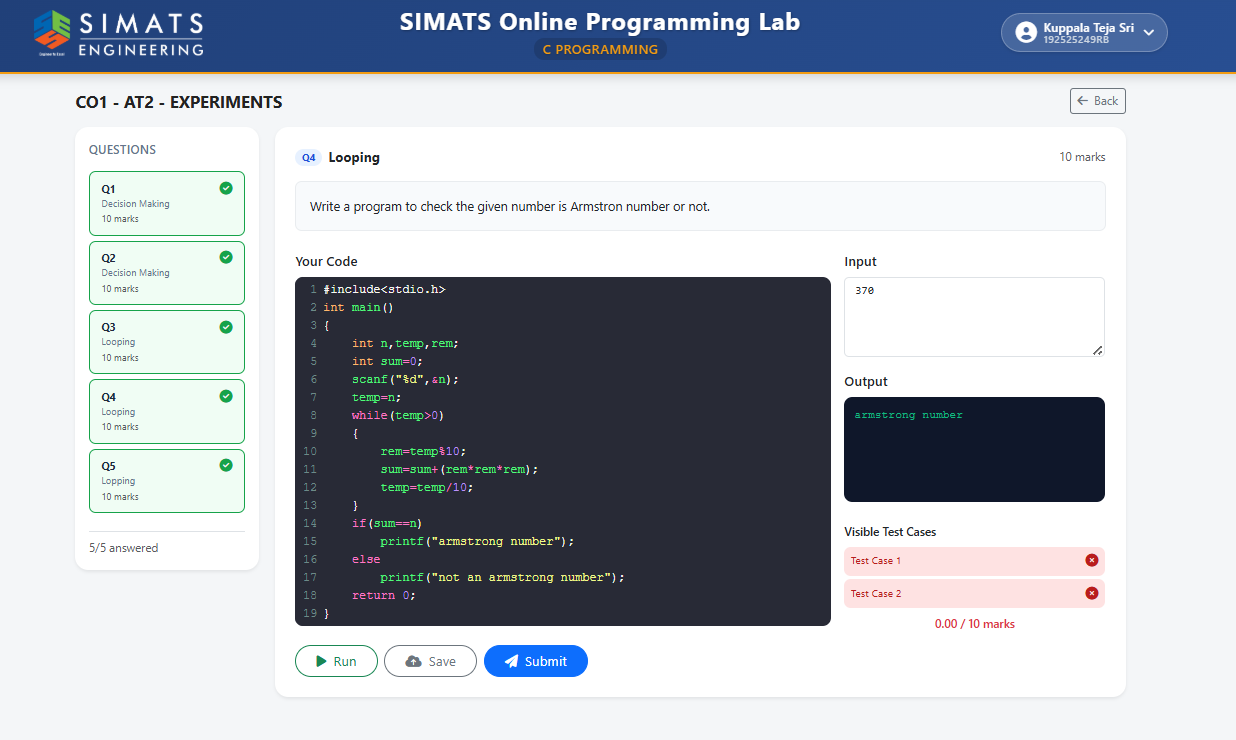 SIMATS
ENGINEERING
Engineer to Excel
SIMATS Online Programming Lab
C PROGRAMMING
Kuppala Teja Sri
192525249RB
CO1 - AT2 - EXPERIMENTS
Back
QUESTIONS
Q1
Decision Making
10 marks
Q2
Decision Making
10 marks
Q3
Looping
10 marks
Q4
Looping
10 marks
Q5
Lopping
10 marks
5/5 answered
Q4 Looping
10 marks
Write a program to check the given number is Armstron number or not.
Your Code
1 #include<stdio.h>
2 int main()
3 {
4     int n,temp,rem;
5     int sum=0;
6     scanf("%d",&n);
7     temp=n;
8     while(temp>0)
9     {
10         rem=temp%10;
11         sum=sum+(rem*rem*rem);
12         temp=temp/10;
13     }
14     if(sum==n)
15         printf("armstrong number");
16     else
17         printf("not an armstrong number");
18     return 0;
19 }
Run
Save
Submit
Input
370
Output
armstrong number
Visible Test Cases
Test Case 1
Test Case 2
0.00 / 10 marks